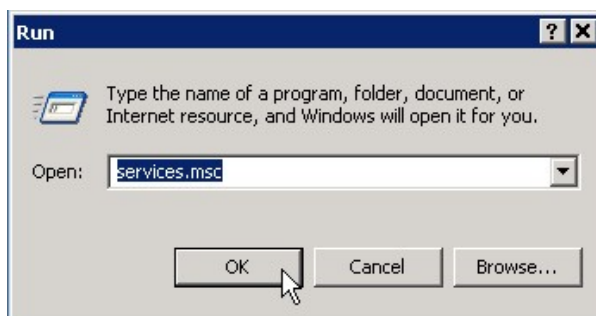 Run
Type the name of a program, folder, document, or
Internet resource, and Windows will open it for you.
Open: services.msc
OK Cancel Browse...